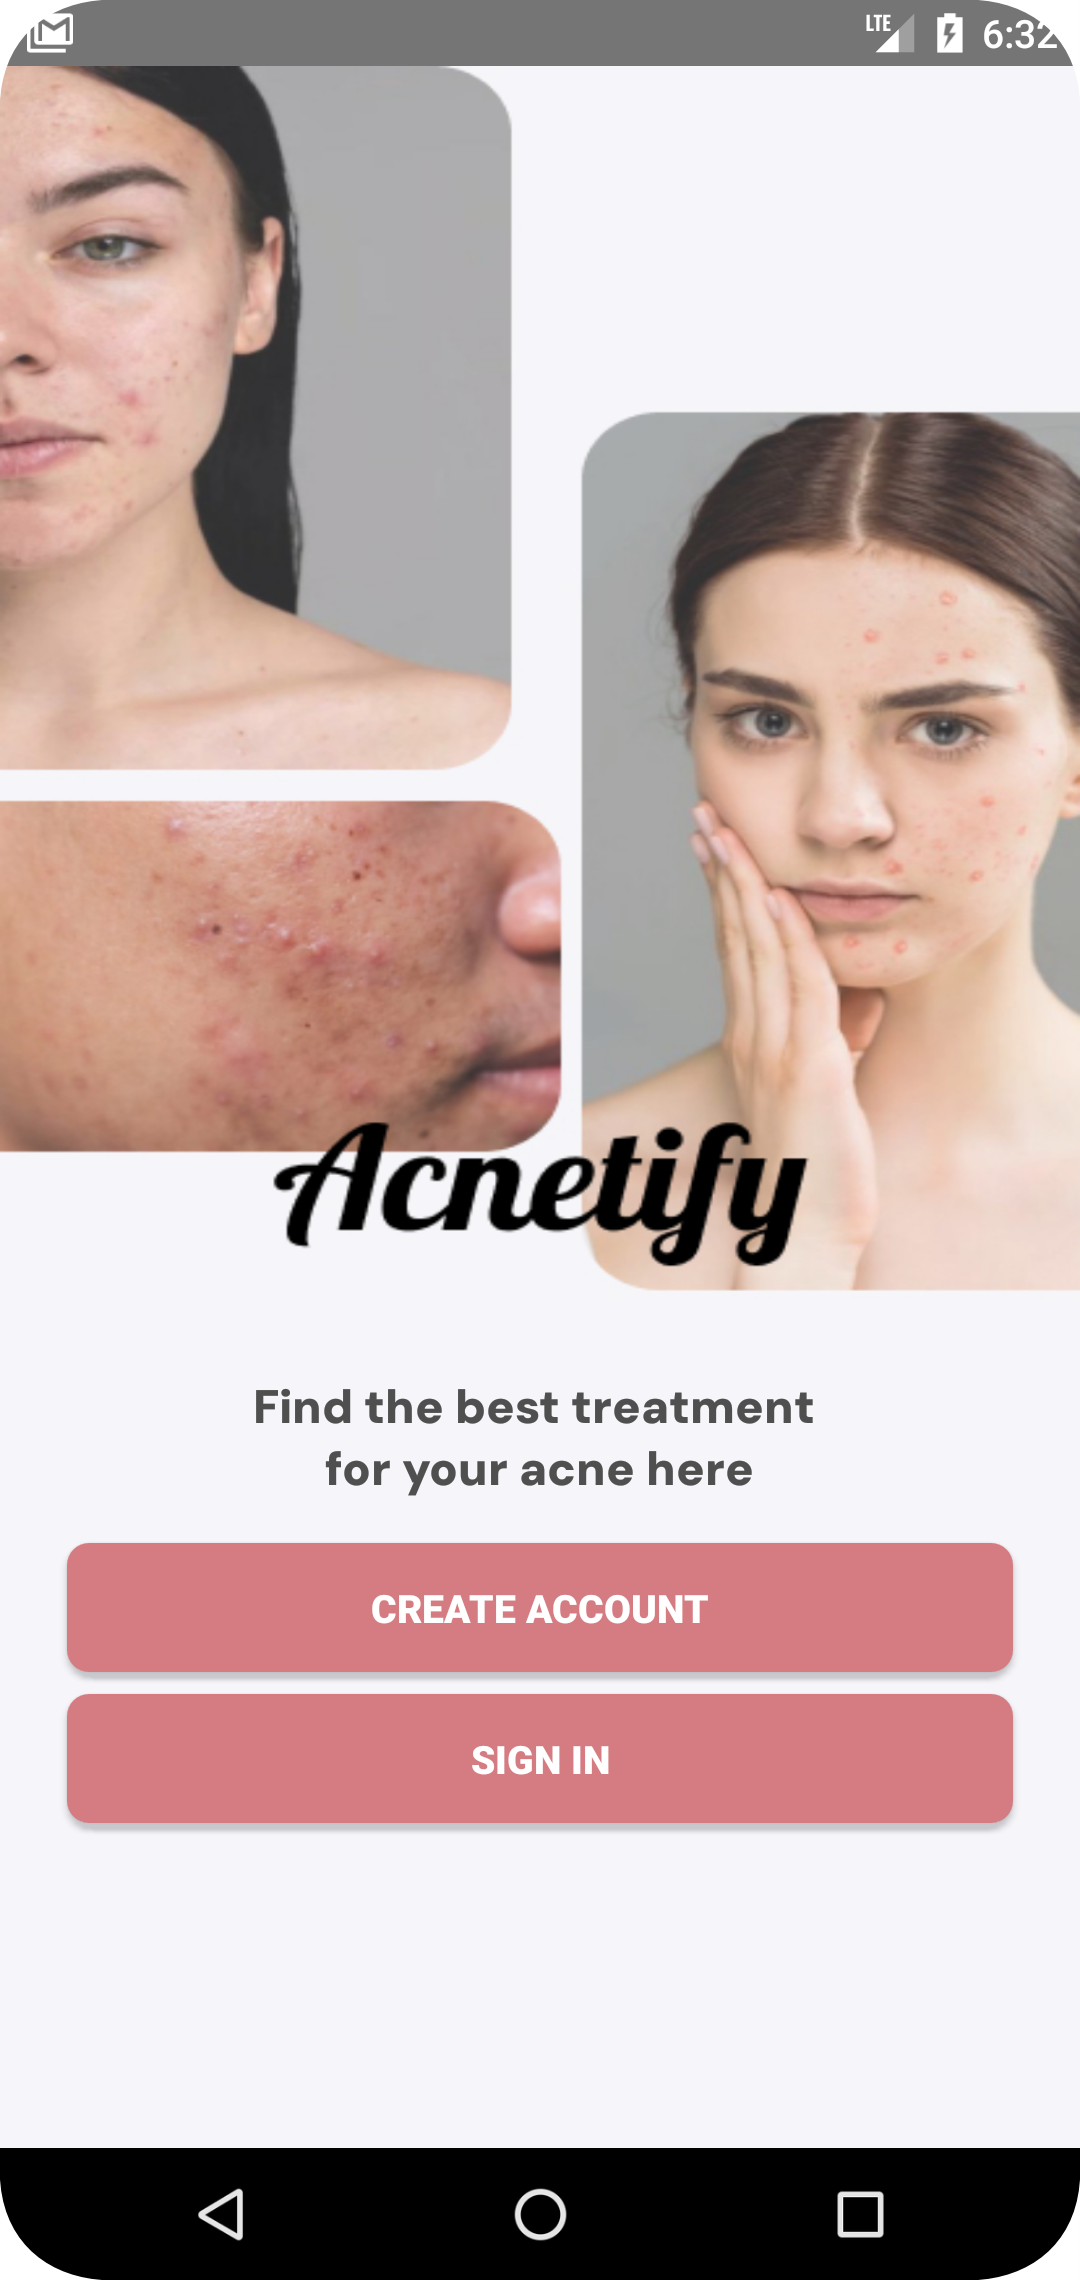 LTE 6:32
Acnetify
Find the best treatment
for your acne here
CREATE ACCOUNT
SIGN IN